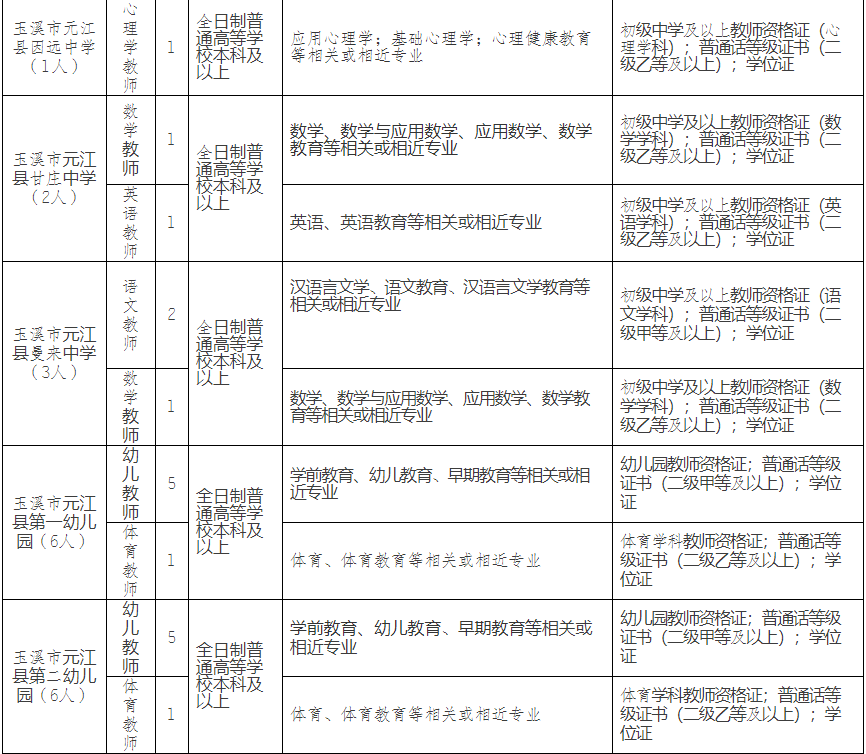 玉溪市元江
县因远中学
（1人）
心
理
学
教
师
1
全日制普
通高等学
校本科及
以上
应用心理学；基础心理学；心理健康教育
等相关或相近专业
初级中学及以上教师资格证（心
理学科）；普通话等级证书（二
级乙等及以上）；学位证
玉溪市元江
县甘庄中学
（2人）
数
学
教
师
1
全日制普
通高等学
校本科及
以上
数学、数学与应用数学、应用数学、数学
教育等相关或相近专业
初级中学及以上教师资格证（数
学学科）；普通话等级证书（二
级乙等及以上）；学位证
英
语
教
师
1
英语、英语教育等相关或相近专业
初级中学及以上教师资格证（英
语学科）；普通话等级证书（二
级乙等及以上）；学位证
玉溪市元江
县曼来中学
（3人）
语
文
教
师
2
全日制普
通高等学
校本科及
以上
汉语言文学、语文教育、汉语言文学教育等
相关或相近专业
初级中学及以上教师资格证（语
文学科）；普通话等级证书（二
级甲等及以上）；学位证
数
学
教
师
1
数学、数学与应用数学、应用数学、数学教
育等相关或相近专业
初级中学及以上教师资格证（数
学学科）；普通话等级证书（二
级乙等及以上）；学位证
玉溪市元江
县第一幼儿
园（6人）
幼
儿
教
师
5
全日制普
通高等学
校本科及
以上
学前教育、幼儿教育、早期教育等相关或相
近专业
幼儿园教师资格证；普通话等级
证书（二级甲等及以上）；学位
证
体
育
教
师
1
体育、体育教育等相关或相近专业
体育学科教师资格证；普通话等
级证书（二级乙等及以上）；学
位证
玉溪市元江
县第二幼儿
园（6人）
幼
儿
教
师
5
全日制普
通高等学
校本科及
以上
学前教育、幼儿教育、早期教育等相关或
相近专业
幼儿园教师资格证；普通话等级
证书（二级甲等及以上）；学位
证
体
育
教
师
1
体育、体育教育等相关或相近专业
体育学科教师资格证；普通话等
级证书（二级乙等及以上）；学
位证